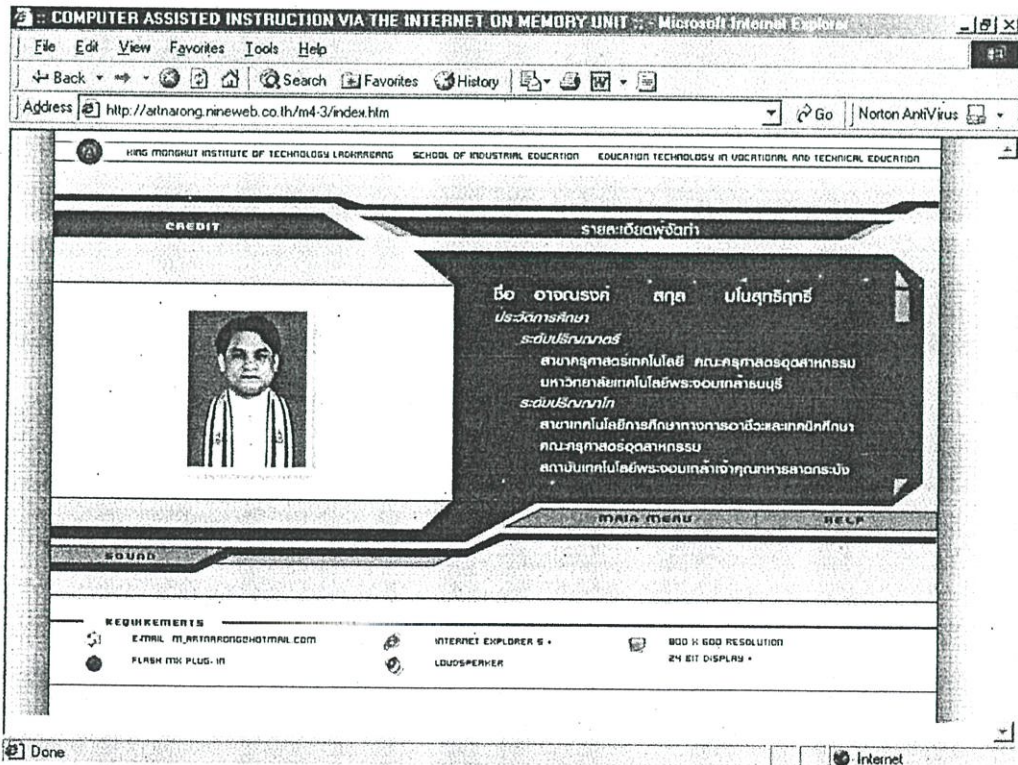 :: COMPUTER ASSISTED INSTRUCTION VIA THE INTERNET ON MEMORY UNIT :: - Microsoft Internet Explorer
File Edit View Favorites Tools Help
Back Search Favorites History
Address http://artnarong.nineweb.co.th/m4-3/index.htm Go Norton AntiVirus
KING MONGKUT INSTITUTE OF TECHNOLOGY LADKRABANG SCHOOL OF INDUSTRIAL EDUCATION EDUCATION TECHNOLOGY IN VOCATIONAL AND TECHNICAL EDUCATION
CREDIT รายละเอียดผู้จัดทำ
ชื่อ อาจณรงค์ สกุล มโนสุทธิฤทธิ์
ประวัติการศึกษา
ระดับปริญญาตรี
สาขาครุศาสตร์เทคโนโลยี คณะครุศาสตร์อุตสาหกรรม
มหาวิทยาลัยเทคโนโลยีพระจอมเกล้าธนบุรี
ระดับปริญญาโท
สาขาเทคโนโลยีการศึกษาทางการอาชีวะและเทคนิคศึกษา
คณะครุศาสตร์อุตสาหกรรม
สถาบันเทคโนโลยีพระจอมเกล้าเจ้าคุณทหารลาดกระบัง
MAIN MENU HELP
SOUND
REQUIREMENTS
E-MAIL M_ARTNARONG@HOTMAIL.COM INTERNET EXPLORER 5 + 800 X 600 RESOLUTION
FLASH MX PLUG-IN LOUDSPEAKER 24 BIT DISPLAY +
Done Internet